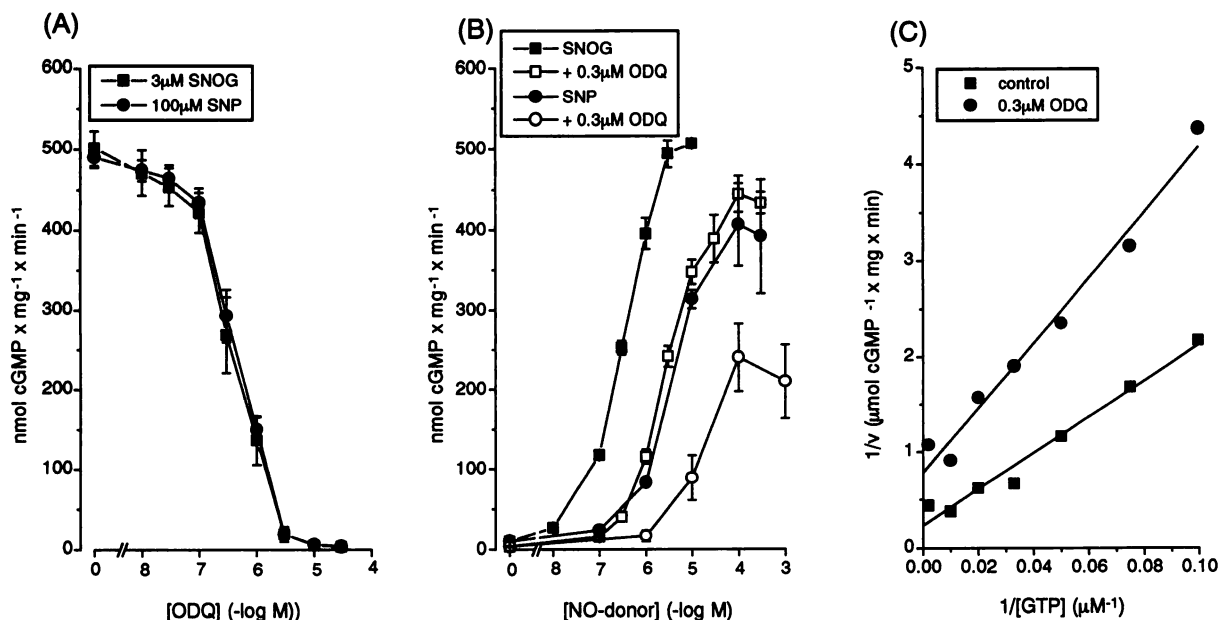 (A)
3μM SNOG
100μM SNP
600
500
400
300
200
100
0
nmol cGMP x mg⁻¹ x min⁻¹
0 8 7 6 5 4
[ODQ] (-log M))
(B)
SNOG
+ 0.3μM ODQ
SNP
+ 0.3μM ODQ
600
500
400
300
200
100
0
nmol cGMP x mg⁻¹ x min⁻¹
0 8 7 6 5 4 3
[NO-donor] (-log M)
(C)
control
0.3μM ODQ
5
4
3
2
1
0
1/v (μmol cGMP ⁻¹ x mg x min)
0.00 0.02 0.04 0.06 0.08 0.10
1/[GTP] (μM⁻¹)